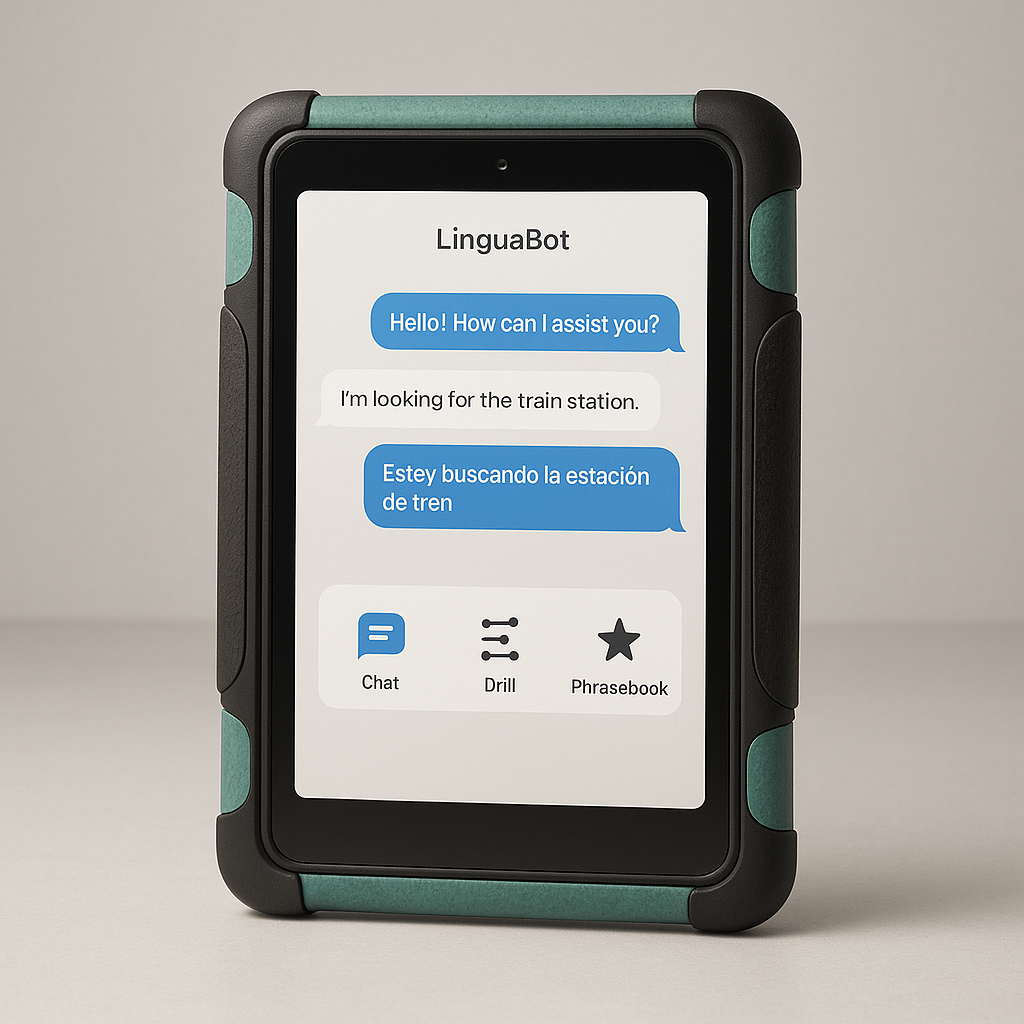 LinguaBot
Hello! How can I assist you?
I'm looking for the train station.
Estey buscando la estación
de tren
Chat
Drill
Phrasebook